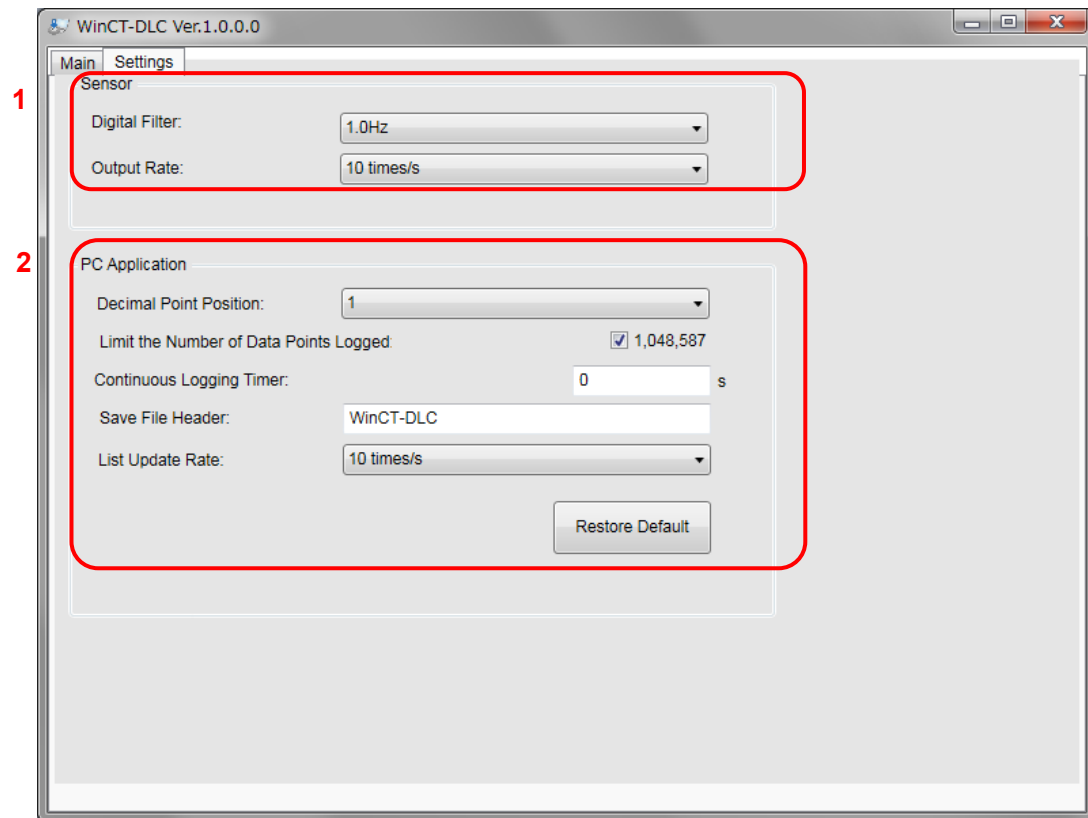 WinCT-DLC Ver.1.0.0.0
Main Settings
1
Sensor
Digital Filter: 1.0Hz
Output Rate: 10 times/s
2
PC Application
Decimal Point Position: 1
Limit the Number of Data Points Logged: 1,048,587
Continuous Logging Timer: 0 s
Save File Header: WinCT-DLC
List Update Rate: 10 times/s
Restore Default